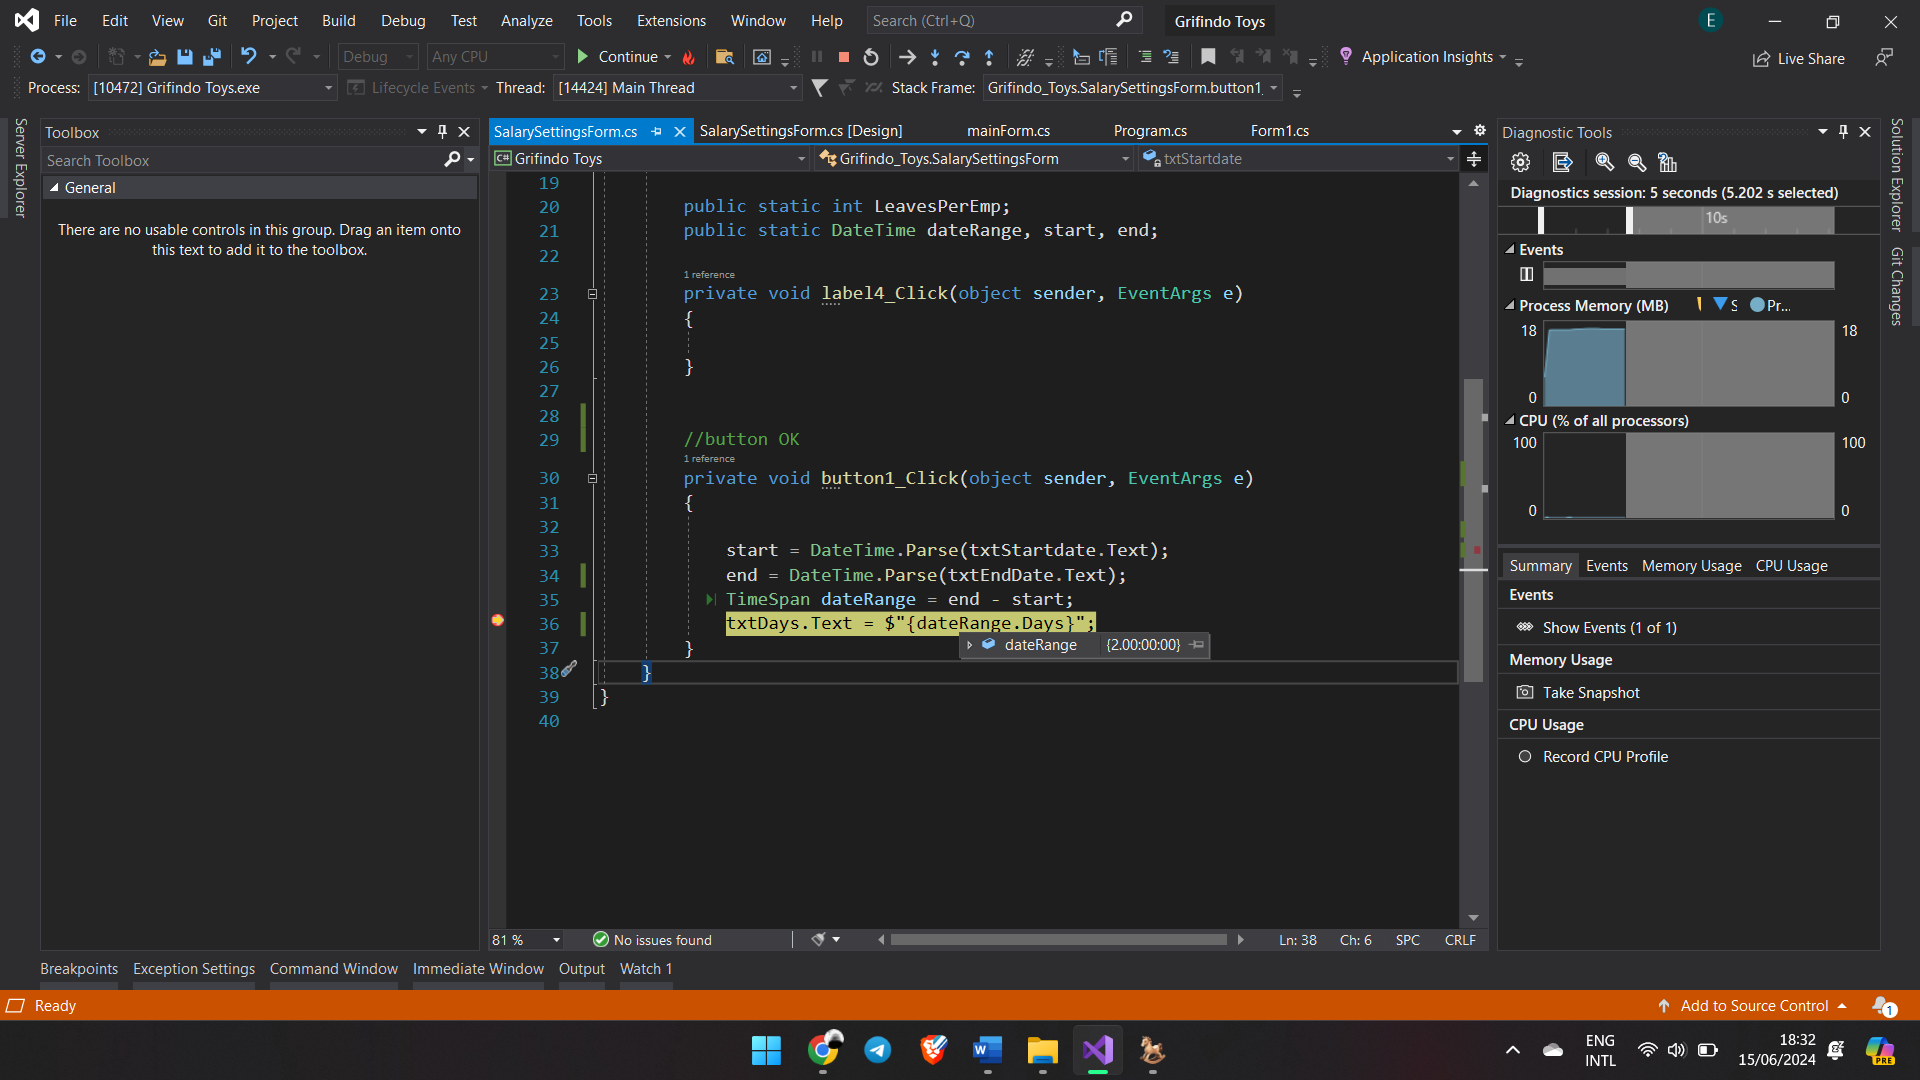 File Edit View Git Project Build Debug Test Analyze Tools Extensions Window Help Search (Ctrl+Q) Grifindo Toys E
Debug Any CPU Continue Application Insights Live Share
Process: [10472] Grifindo Toys.exe Lifecycle Events Thread: [14424] Main Thread Stack Frame: Grifindo_Toys.SalarySettingsForm.button1_
Server Explorer
Toolbox
Search Toolbox
General
There are no usable controls in this group. Drag an item onto
this text to add it to the toolbox.
SalarySettingsForm.cs SalarySettingsForm.cs [Design] mainForm.cs Program.cs Form1.cs
C# Grifindo Toys Grifindo_Toys.SalarySettingsForm txtStartdate
19
20 public static int LeavesPerEmp;
21 public static DateTime dateRange, start, end;
22
1 reference
23 private void label4_Click(object sender, EventArgs e)
24 {
25
26 }
27
28
29 //button OK
1 reference
30 private void button1_Click(object sender, EventArgs e)
31 {
32
33 start = DateTime.Parse(txtStartdate.Text);
34 end = DateTime.Parse(txtEndDate.Text);
35 TimeSpan dateRange = end - start;
36 txtDays.Text = $"{dateRange.Days}";
dateRange {2.00:00:00}
37 }
38 }
39 }
40
81 % No issues found Ln: 38 Ch: 6 SPC CRLF
Diagnostic Tools
Diagnostics session: 5 seconds (5.202 s selected)
10s
Events
Process Memory (MB) S Pr...
18 18
0 0
CPU (% of all processors)
100 100
0 0
Summary Events Memory Usage CPU Usage
Events
Show Events (1 of 1)
Memory Usage
Take Snapshot
CPU Usage
Record CPU Profile
Solution Explorer
Git Changes
Breakpoints Exception Settings Command Window Immediate Window Output Watch 1
Ready Add to Source Control 1
W ENG
INTL
18:32
15/06/2024
PRE